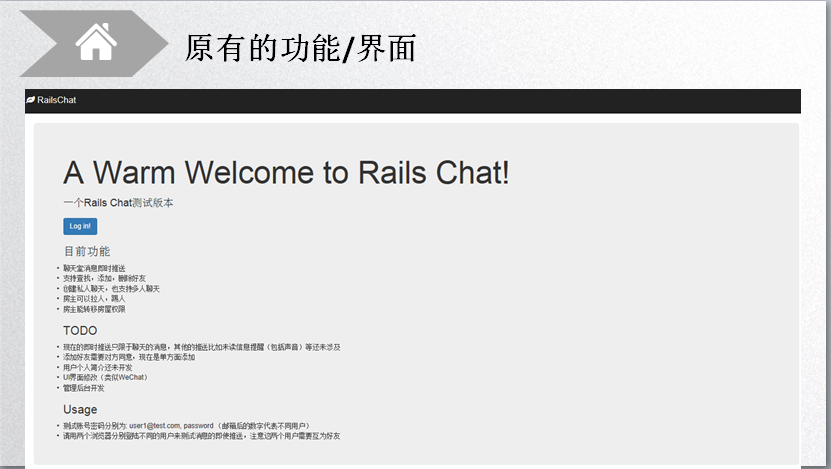 原有的功能/界面
RailsChat
A Warm Welcome to Rails Chat!
一个Rails Chat测试版本
Log in!
目前功能
聊天室消息即时推送
支持查找，添加，删除好友
创建私人聊天，也支持多人聊天
房主可以拉人，踢人
房主能转移房屋权限
TODO
现在的即时推送只限于聊天的消息，其他的推送比如未读信息提醒（包括声音）等还未涉及
添加好友需要对方同意，现在是单方面添加
用户个人简介还未开发
UI界面修改（类似WeChat）
管理后台开发
Usage
测试账号密码分别为: user1@test.com, password（邮箱后的数字代表不同用户）
请用两个浏览器分别登陆不同的用户来测试消息的即使推送，注意这两个用户需要互为好友